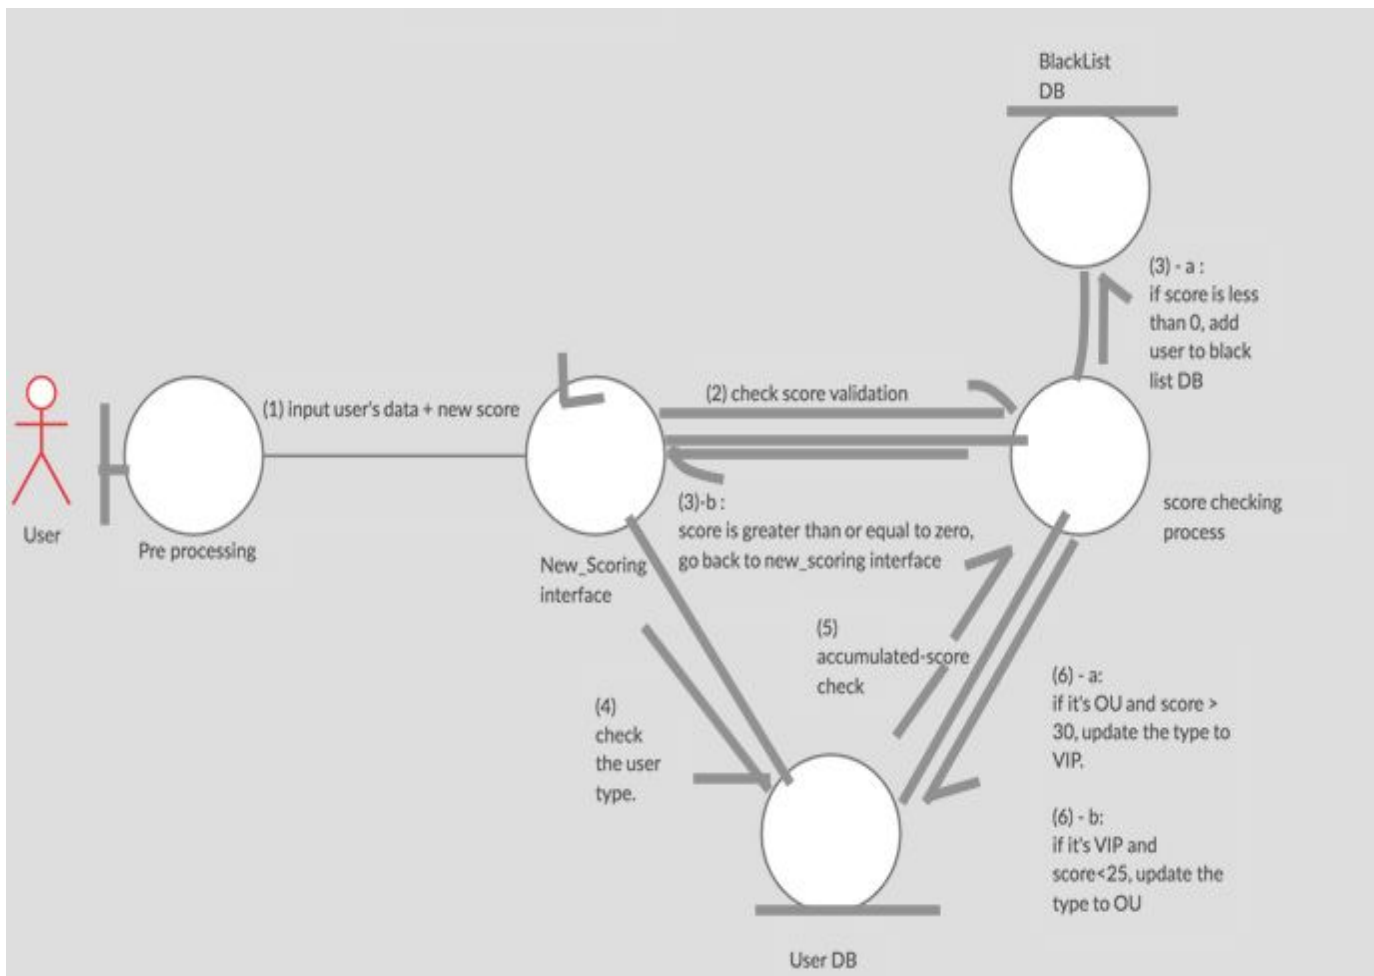 BlackList
DB
(3) - a :
if score is less
than 0, add
user to black
list DB
(1) input user's data + new score
(2) check score validation
User
Pre processing
New_Scoring
interface
(3)-b :
score is greater than or equal to zero,
go back to new_scoring interface
score checking
process
(4)
check
the user
type.
(5)
accumulated-score
check
(6) - a:
if it's OU and score >
30, update the type to
VIP.
(6) - b:
if it's VIP and
score<25, update the
type to OU
User DB